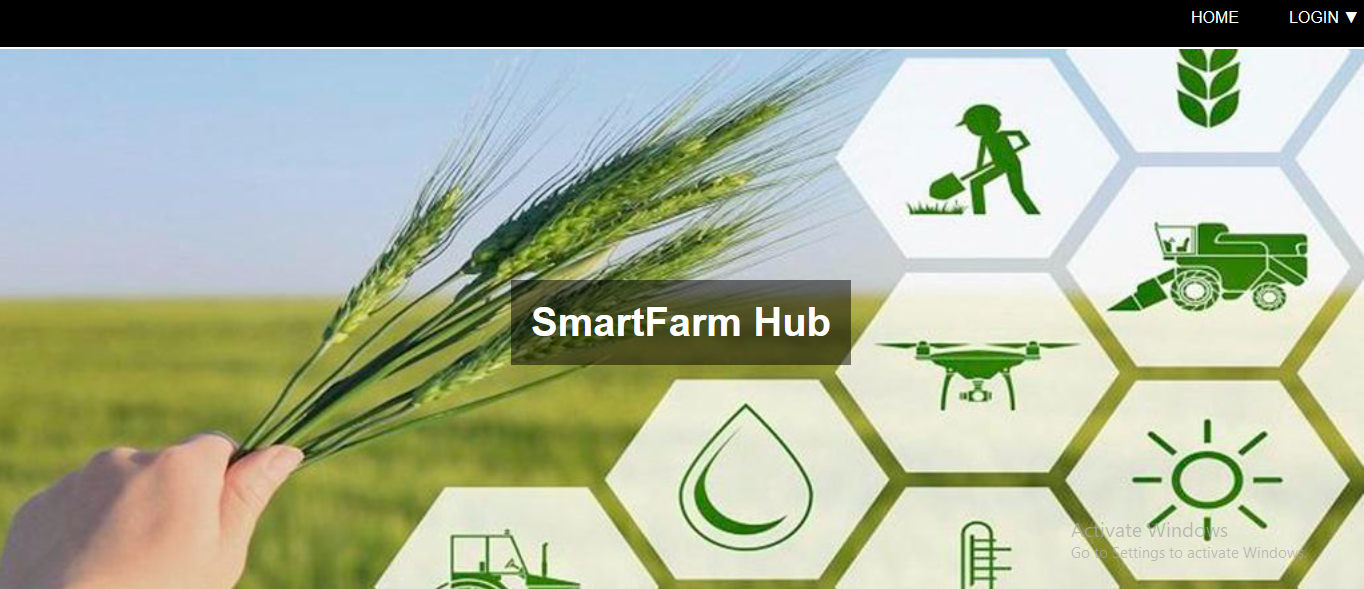 HOME LOGIN ▼
SmartFarm Hub
Activate Windows
Go to Settings to activate Windows.